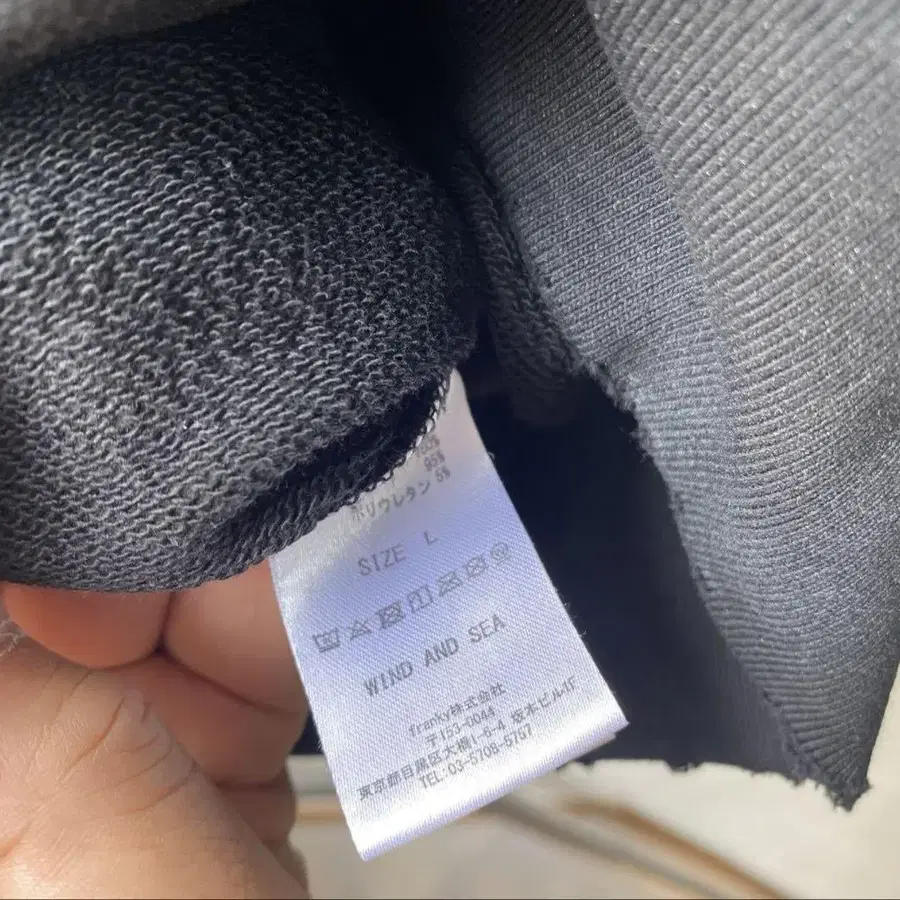 95%
ポリウレタン 5%
SIZE L
WIND AND SEA
franky株式会社
〒153-0044
東京都目黒区大橋1-6-4 坂本ビル1F
TEL:03-5708-5757